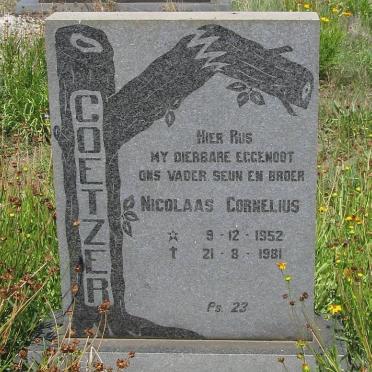 COETZER
HIER RUS
MY DIERBARE EGGENOOT
ONS VADER SEUN EN BROER
NICOLAAS CORNELIUS
9-12-1952
21-8-1981
PS. 23